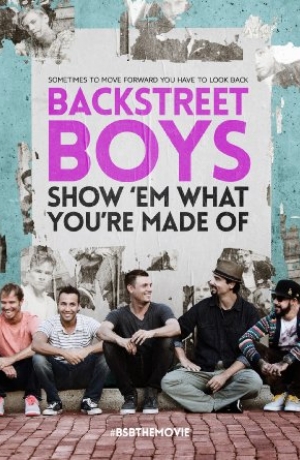 SOMETIMES TO MOVE FORWARD YOU HAVE TO LOOK BACK
BACKSTREET
BOYS
SHOW 'EM WHAT
YOU'RE MADE OF
#BSBTHEMOVIE